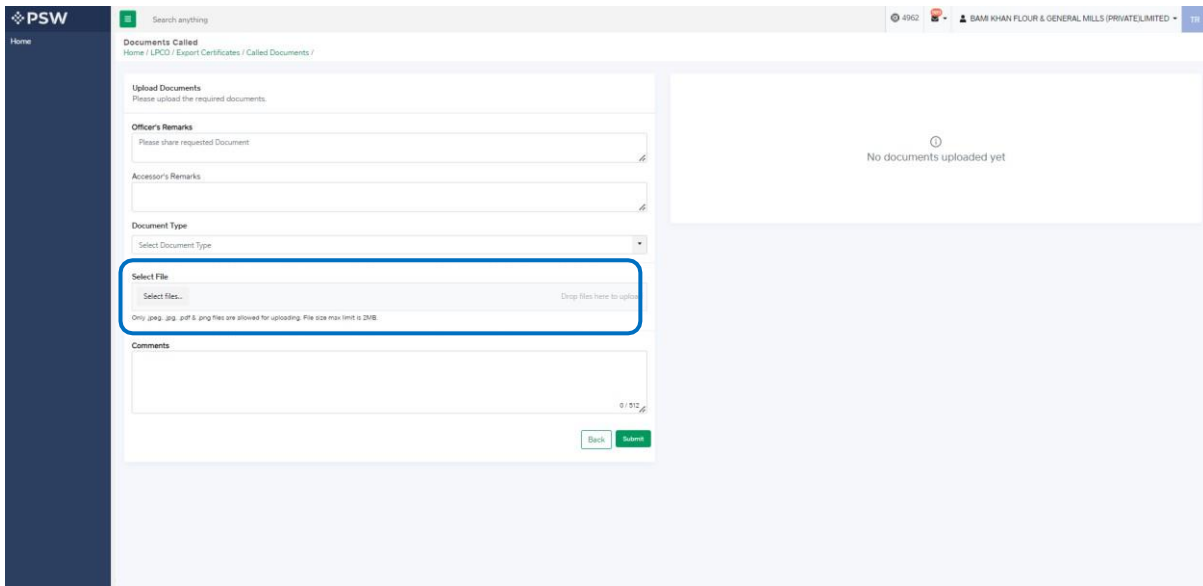 PSW
Search anything
4962
BAMI KHAN FLOUR & GENERAL MILLS (PRIVATE)LIMITED
TR
Home
Documents Called
Home / LPCO / Export Certificates / Called Documents /
Upload Documents
Please upload the required documents.
Officer's Remarks
Please share requested Document
Accessor's Remarks
Document Type
Select Document Type
Select File
Select files...
Drop files here to upload
Only .jpeg, .jpg, .pdf & .png files are allowed for uploading. File size max limit is 2MB.
Comments
0 / 512
Back
Submit
No documents uploaded yet